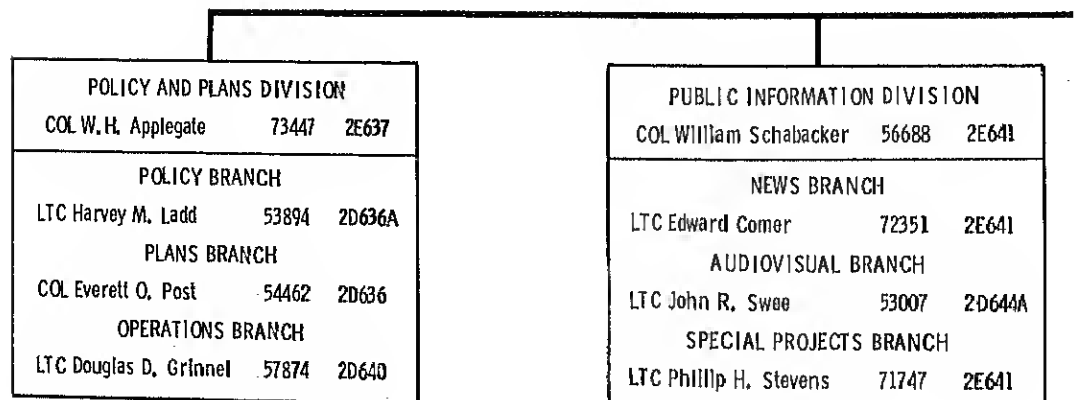 POLICY AND PLANS DIVISION
COL W. H. Applegate 73447 2E637
POLICY BRANCH
LTC Harvey M. Ladd 53894 2D636A
PLANS BRANCH
COL Everett O. Post 54462 2D636
OPERATIONS BRANCH
LTC Douglas D. Grinnel 57874 2D640
PUBLIC INFORMATION DIVISION
COL William Schabacker 56688 2E641
NEWS BRANCH
LTC Edward Comer 72351 2E641
AUDIOVISUAL BRANCH
LTC John R. Swee 53007 2D644A
SPECIAL PROJECTS BRANCH
LTC Phillip H. Stevens 71747 2E641